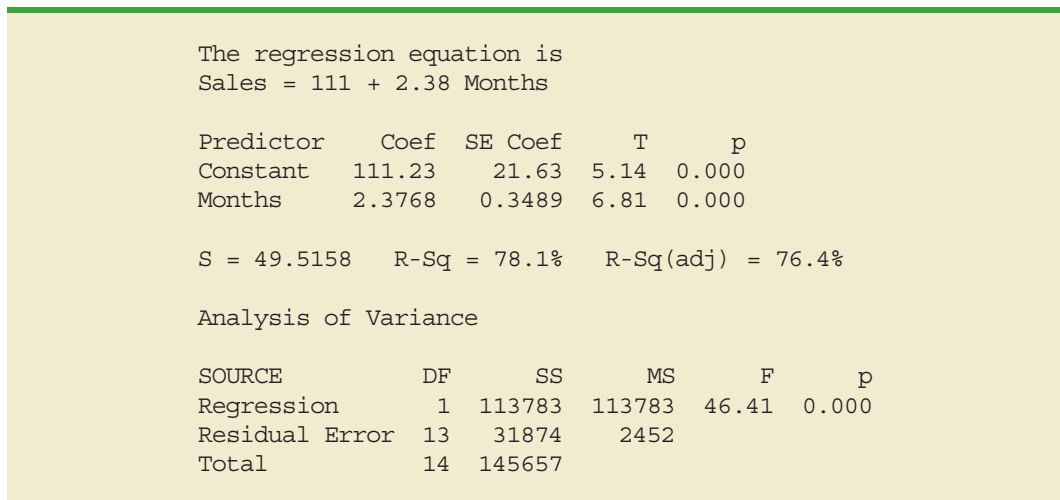 The regression equation is
Sales = 111 + 2.38 Months
Predictor Coef SE Coef T p
Constant 111.23 21.63 5.14 0.000
Months 2.3768 0.3489 6.81 0.000
S = 49.5158 R-Sq = 78.1% R-Sq(adj) = 76.4%
Analysis of Variance
SOURCE DF SS MS F p
Regression 1 113783 113783 46.41 0.000
Residual Error 13 31874 2452
Total 14 145657